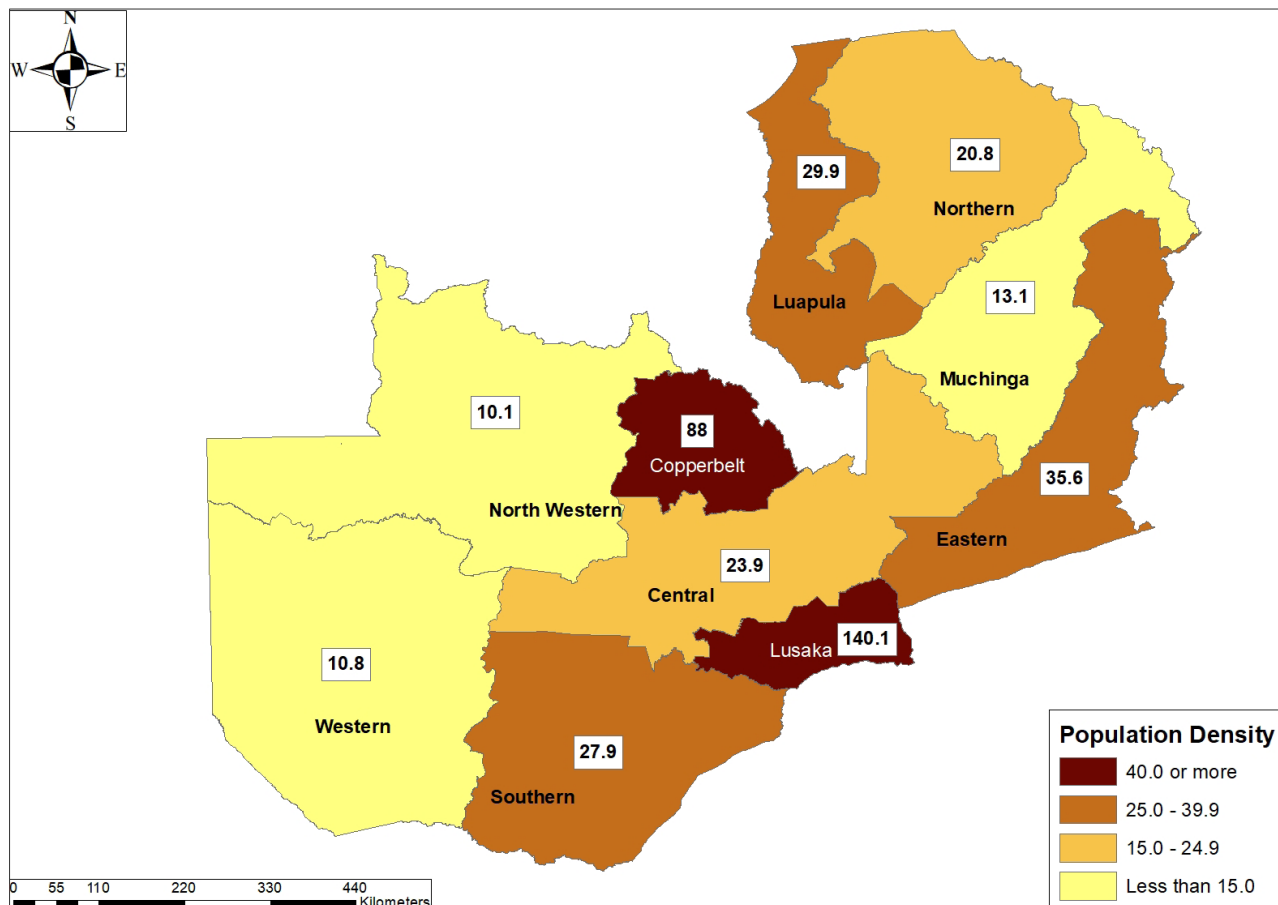 N
W E
S
29.9
20.8
Northern
Luapula
13.1
Muchinga
10.1
North Western
88
Copperbelt
35.6
Eastern
23.9
Central
Lusaka
140.1
10.8
Western
27.9
Southern
Population Density
40.0 or more
25.0 - 39.9
15.0 - 24.9
Less than 15.0
0 55 110 220 330 440
Kilometers